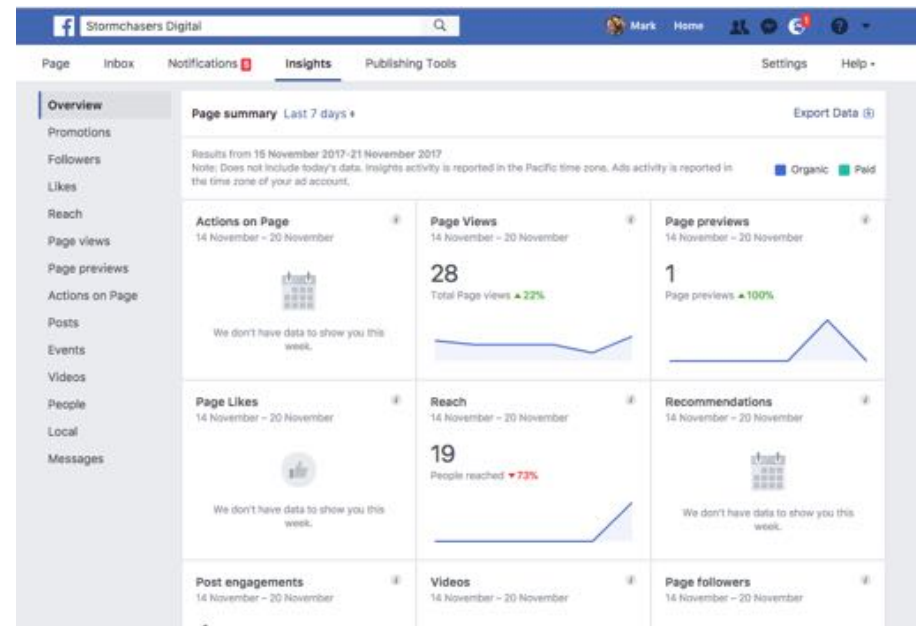 Stormchasers Digital
Mark Home
Page Inbox Notifications Insights Publishing Tools Settings Help
Overview
Promotions
Followers
Likes
Reach
Page views
Page previews
Actions on Page
Posts
Events
Videos
People
Local
Messages
Page summary Last 7 days
Export Data
Results from 15 November 2017-21 November 2017
Note: Does not include today's data. Insights activity is reported in the Pacific time zone. Ads activity is reported in
the time zone of your ad account.
Organic Paid
Actions on Page
14 November – 20 November
We don't have data to show you this
week.
Page Views
14 November – 20 November
28
Total Page views ▲22%
Page previews
14 November – 20 November
1
Page previews ▲100%
Page Likes
14 November – 20 November
We don't have data to show you this
week.
Reach
14 November – 20 November
19
People reached ▼73%
Recommendations
14 November – 20 November
We don't have data to show you this
week.
Post engagements
14 November – 20 November
Videos
14 November – 20 November
Page followers
14 November – 20 November